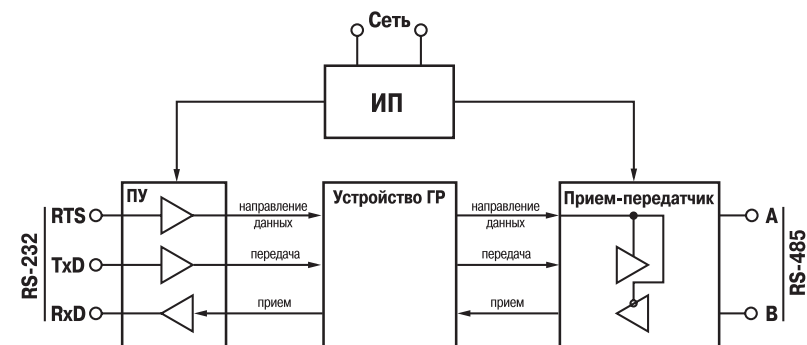 Сеть
ИП
ПУ
Устройство ГР
Прием-передатчик
RS-232
RTS
TxD
RxD
направление
данных
передача
прием
направление
данных
передача
прием
A
B
RS-485